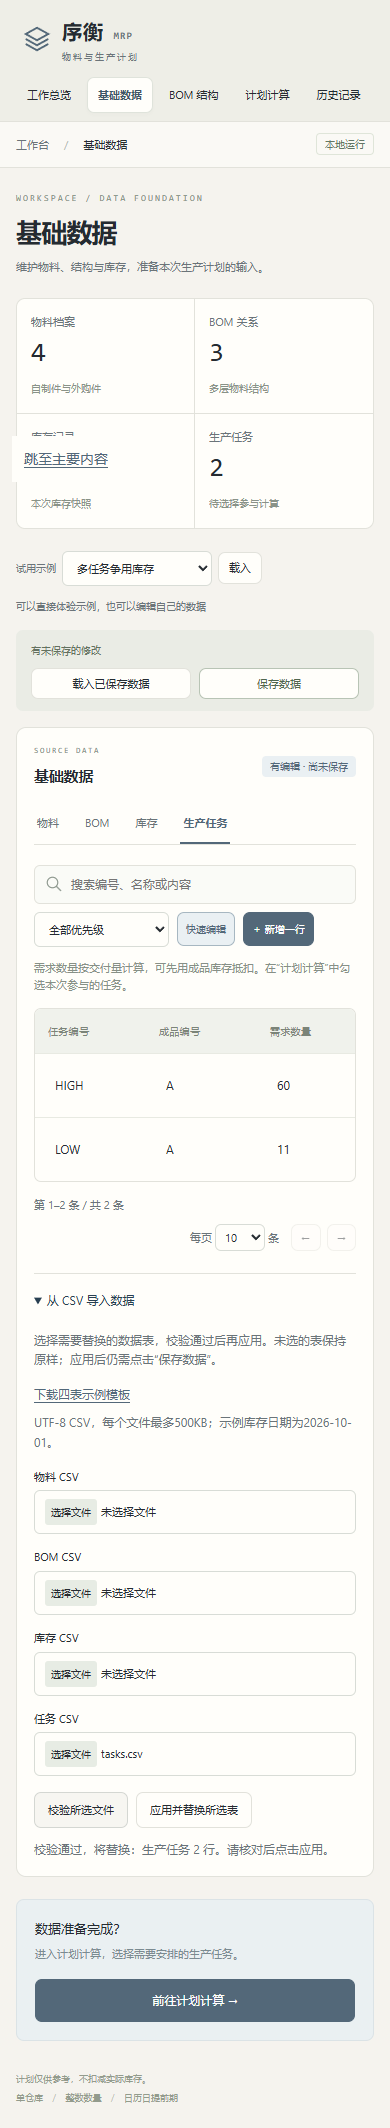 序衡 MRP
物料与生产计划
工作总览 基础数据 BOM 结构 计划计算 历史记录
工作台 / 基础数据 本地运行
WORKSPACE / DATA FOUNDATION
基础数据
维护物料、结构与库存，准备本次生产计划的输入。
物料档案 BOM 关系
4 3
自制件与外购件 多层物料结构
库存记录 生产任务
跳至主要内容 2
本次库存快照 待选择参与计算
试用示例 多任务争用库存 载入
可以直接体验示例，也可以编辑自己的数据
有未保存的修改
载入已保存数据 保存数据
SOURCE DATA
基础数据 有编辑 · 尚未保存
物料 BOM 库存 生产任务
搜索编号、名称或内容
全部优先级 快速编辑 + 新增一行
需求数量按交付量计算，可先用成品库存抵扣。在“计划计算”中勾
选本次参与的任务。
任务编号 成品编号 需求数量
HIGH A 60
LOW A 11
第 1–2 条 / 共 2 条
每页 10 条 ← →
▼ 从 CSV 导入数据
选择需要替换的数据表，校验通过后再应用。未选的表保持
原样；应用后仍需点击“保存数据”。
下载四表示例模板
UTF-8 CSV，每个文件最多500KB；示例库存日期为2026-10-
01。
物料 CSV
选择文件 未选择文件
BOM CSV
选择文件 未选择文件
库存 CSV
选择文件 未选择文件
任务 CSV
选择文件 tasks.csv
校验所选文件 应用并替换所选表
校验通过，将替换：生产任务 2 行。请核对后点击应用。
数据准备完成？
进入计划计算，选择需要安排的生产任务。
前往计划计算 →
计划仅供参考，不扣减实际库存。
单仓库 / 整数数量 / 日历日提前期